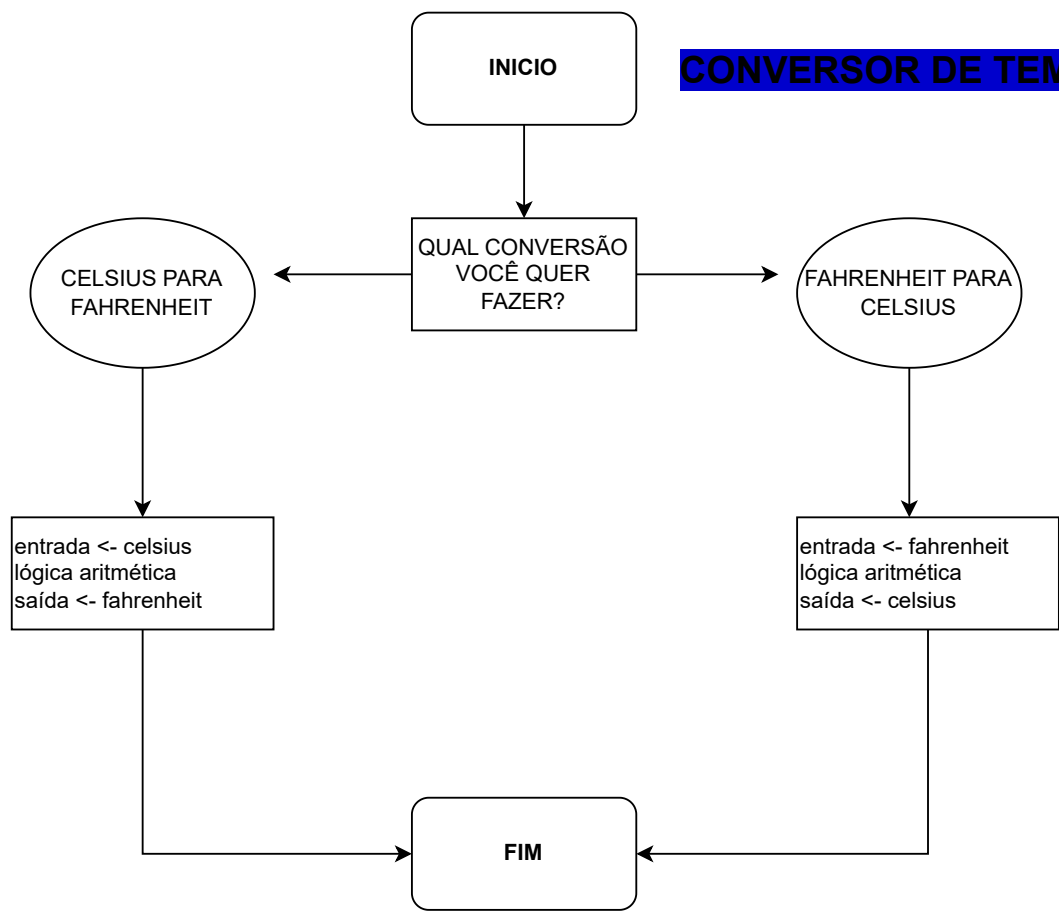 INICIO
CONVERSOR DE TEM
QUAL CONVERSÃO
VOCÊ QUER
FAZER?
CELSIUS PARA
FAHRENHEIT
FAHRENHEIT PARA
CELSIUS
entrada <- celsius
lógica aritmética
saída <- fahrenheit
entrada <- fahrenheit
lógica aritmética
saída <- celsius
FIM